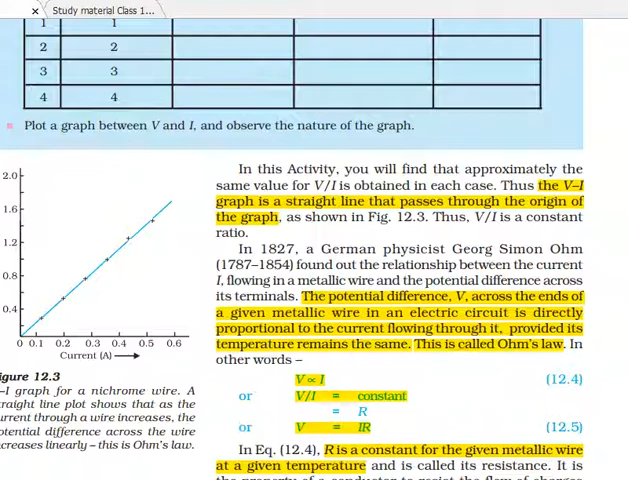 Study material Class 1...
1 1
2 2
3 3
4 4
Plot a graph between V and I, and observe the nature of the graph.
2.0
1.6
1.2
0.8
0.4
0 0.1 0.2 0.3 0.4 0.5 0.6
Current (A)
igure 12.3
–I graph for a nichrome wire. A
traight line plot shows that as the
urrent through a wire increases, the
otential difference across the wire
ncreases linearly – this is Ohm's law.
In this Activity, you will find that approximately the
same value for V/I is obtained in each case. Thus the V–I
graph is a straight line that passes through the origin of
the graph, as shown in Fig. 12.3. Thus, V/I is a constant
ratio.
In 1827, a German physicist Georg Simon Ohm
(1787–1854) found out the relationship between the current
I, flowing in a metallic wire and the potential difference across
its terminals. The potential difference, V, across the ends of
a given metallic wire in an electric circuit is directly
proportional to the current flowing through it, provided its
temperature remains the same. This is called Ohm's law. In
other words –
V ∝ I (12.4)
or V/I = constant
= R
or V = IR (12.5)
In Eq. (12.4), R is a constant for the given metallic wire
at a given temperature and is called its resistance. It is
the property of a conductor to resist the flow of charges